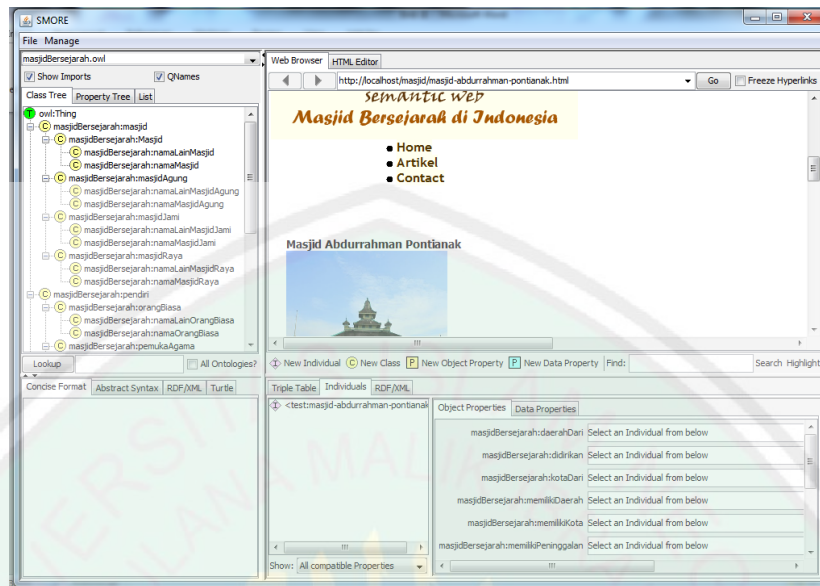 SMORE
File Manage
masjidBersejarah.owl
Show Imports QNames
Class Tree Property Tree List
owl:Thing
masjidBersejarah:masjid
masjidBersejarah:Masjid
masjidBersejarah:namaLainMasjid
masjidBersejarah:namaMasjid
masjidBersejarah:masjidAgung
masjidBersejarah:namaLainMasjidAgung
masjidBersejarah:namaMasjidAgung
masjidBersejarah:masjidJami
masjidBersejarah:namaLainMasjidJami
masjidBersejarah:namaMasjidJami
masjidBersejarah:masjidRaya
masjidBersejarah:namaLainMasjidRaya
masjidBersejarah:namaMasjidRaya
masjidBersejarah:pendiri
masjidBersejarah:orangBiasa
masjidBersejarah:namaLainOrangBiasa
masjidBersejarah:namaOrangBiasa
masjidBersejarah:pemukaAgama
Lookup All Ontologies?
Web Browser HTML Editor
http://localhost/masjid/masjid-abdurrahman-pontianak.html Go Freeze Hyperlinks
semantic web
Masjid Bersejarah di Indonesia
Home
Artikel
Contact
Masjid Abdurrahman Pontianak
I New Individual C New Class P New Object Property P New Data Property Find: Search Highlight
Concise Format Abstract Syntax RDF/XML Turtle
Triple Table Individuals RDF/XML
<test:masjid-abdurrahman-pontianak
Object Properties Data Properties
masjidBersejarah:daerahDari Select an Individual from below
masjidBersejarah:didirikan Select an Individual from below
masjidBersejarah:kotaDari Select an Individual from below
masjidBersejarah:memilikiDaerah Select an Individual from below
masjidBersejarah:memilikiKota Select an Individual from below
masjidBersejarah:memilikiPeninggalan Select an Individual from below
Show: All compatible Properties